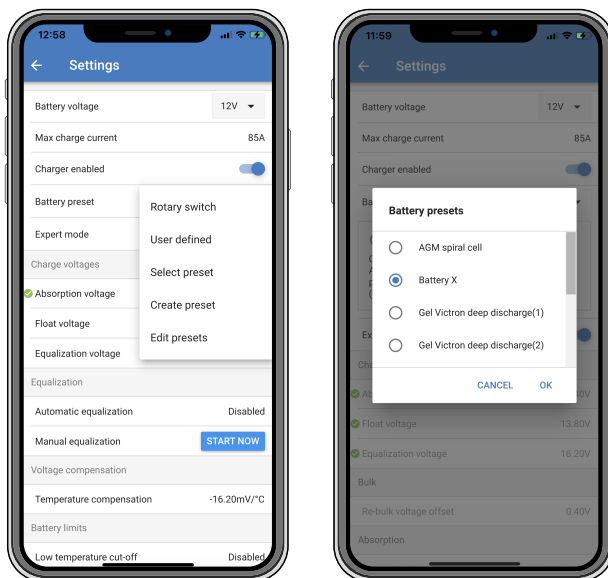 12:58
Settings
Battery voltage 12V
Max charge current 85A
Charger enabled
Battery preset
Rotary switch
User defined
Expert mode
Select preset
Charge voltages
Create preset
Absorption voltage
Float voltage
Edit presets
Equalization voltage
Equalization
Automatic equalization Disabled
Manual equalization START NOW
Voltage compensation
Temperature compensation -16.20mV/°C
Battery limits
Low temperature cut-off Disabled
11:59
Settings
Battery voltage 12V
Max charge current 85A
Charger enabled
Ba
Battery presets
AGM spiral cell
Battery X
Gel Victron deep discharge(1)
Gel Victron deep discharge(2)
Ex
CANCEL OK
Float voltage 13.80V
Equalization voltage 16.20V
Bulk
Re-bulk voltage offset 0.40V
Absorption